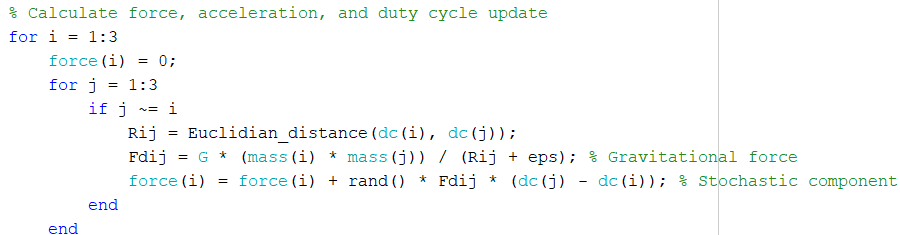 % Calculate force, acceleration, and duty cycle update
for i = 1:3
    force(i) = 0;
    for j = 1:3
        if j ~= i
            Rij = Euclidian_distance(dc(i), dc(j));
            Fdij = G * (mass(i) * mass(j)) / (Rij + eps); % Gravitational force
            force(i) = force(i) + rand() * Fdij * (dc(j) - dc(i)); % Stochastic component
        end
    end